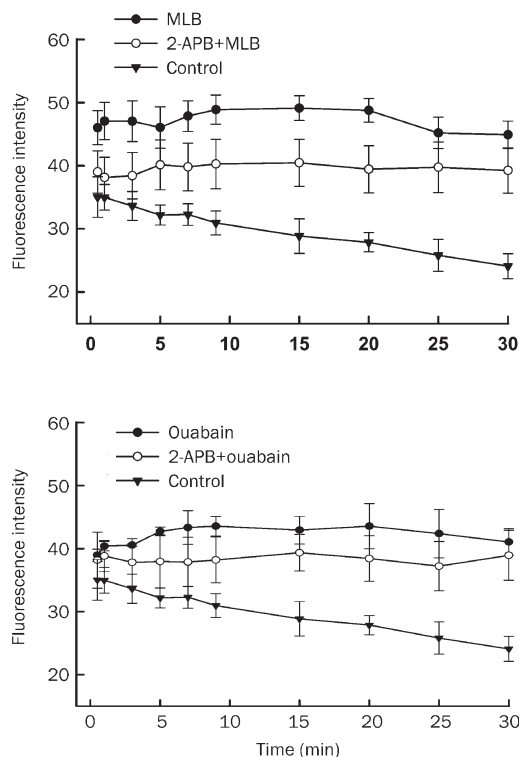 MLB
2-APB+MLB
Control
60
50
40
30
20
Fluorescence intensity
0 5 10 15 20 25 30
Ouabain
2-APB+ouabain
Control
60
50
40
30
20
Fluorescence intensity
0 5 10 15 20 25 30
Time (min)